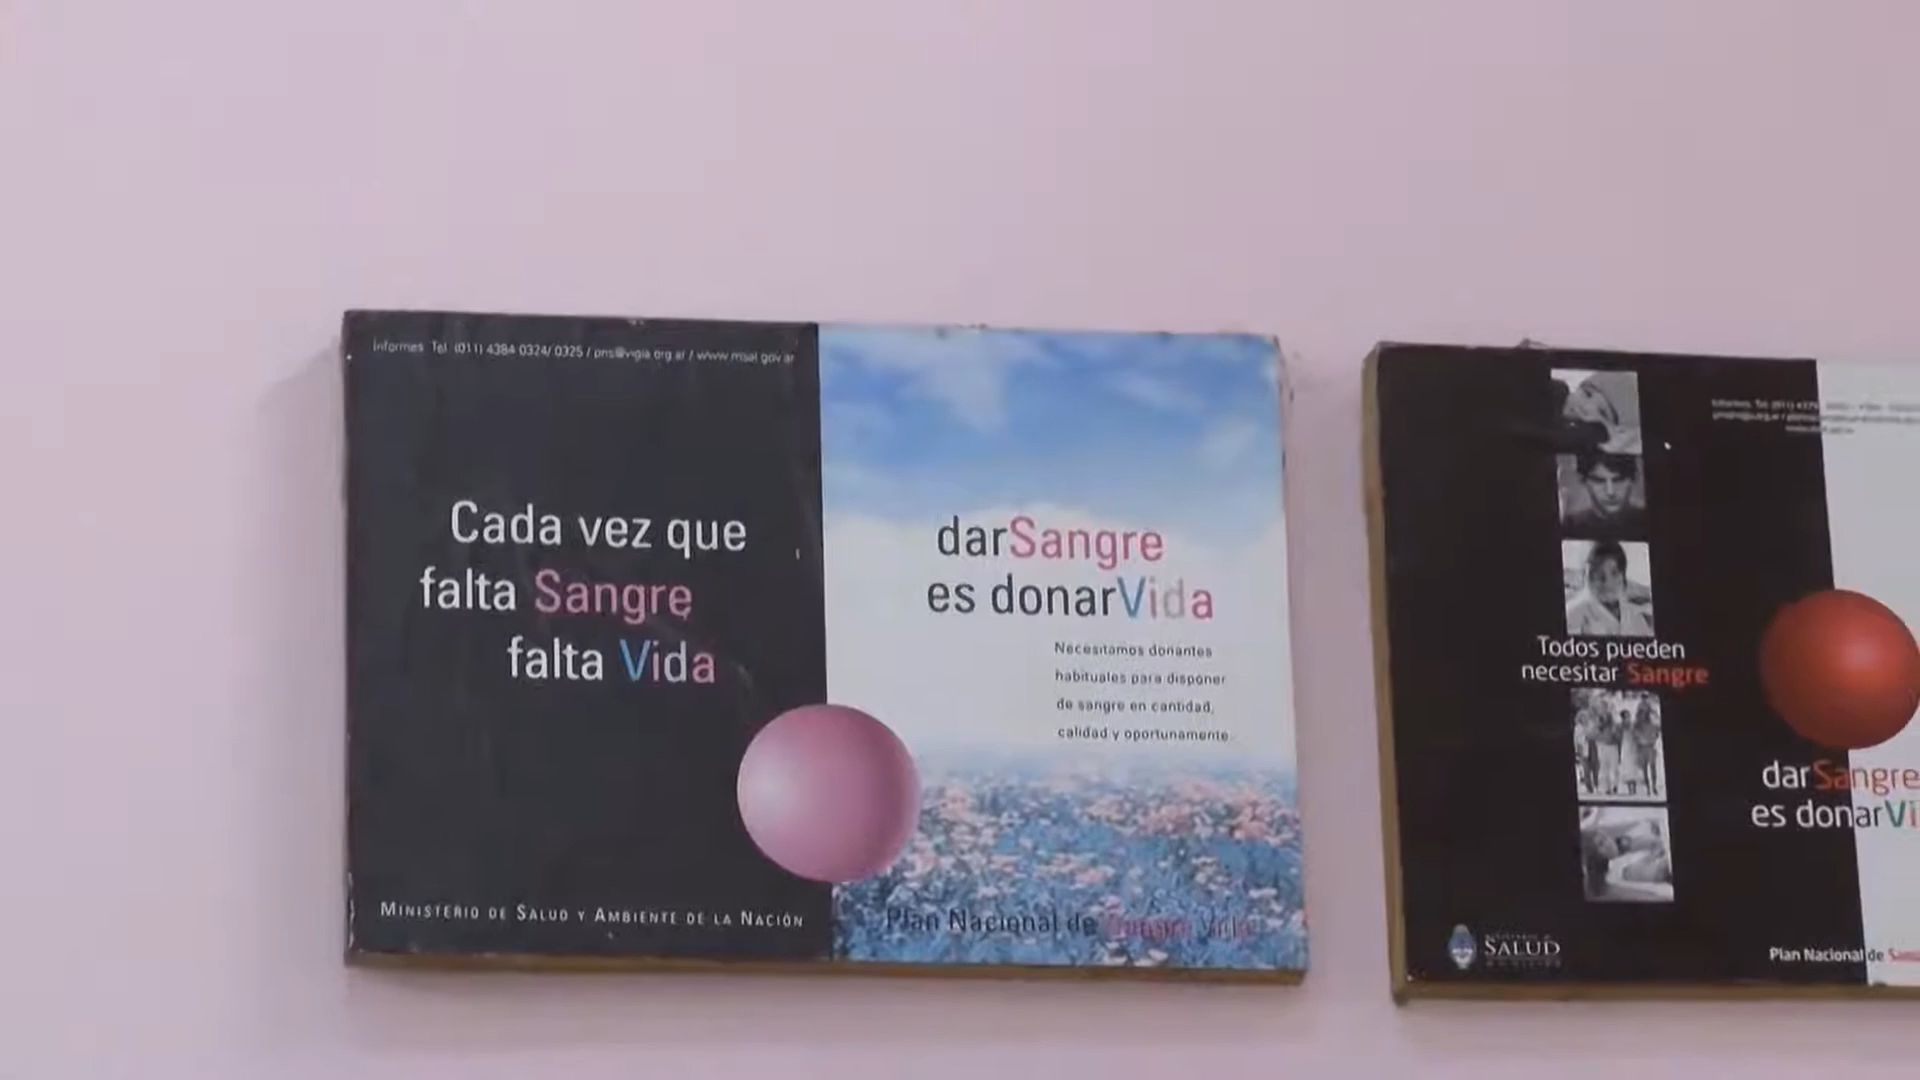 Informes Tel (011) 4384 0324/ 0325 / pns@vigia.org.ar / www.msal.gov.ar
Cada vez que
falta Sangre
falta Vida
MINISTERIO DE SALUD Y AMBIENTE DE LA NACIÓN
darSangre
es donarVida
Necesitamos donantes
habituales para disponer
de sangre en cantidad,
calidad y oportunamente.
Plan Nacional de Sangre
Todos pueden
necesitar Sangre
darSangre
es donarVi
SALUD
Plan Nacional de